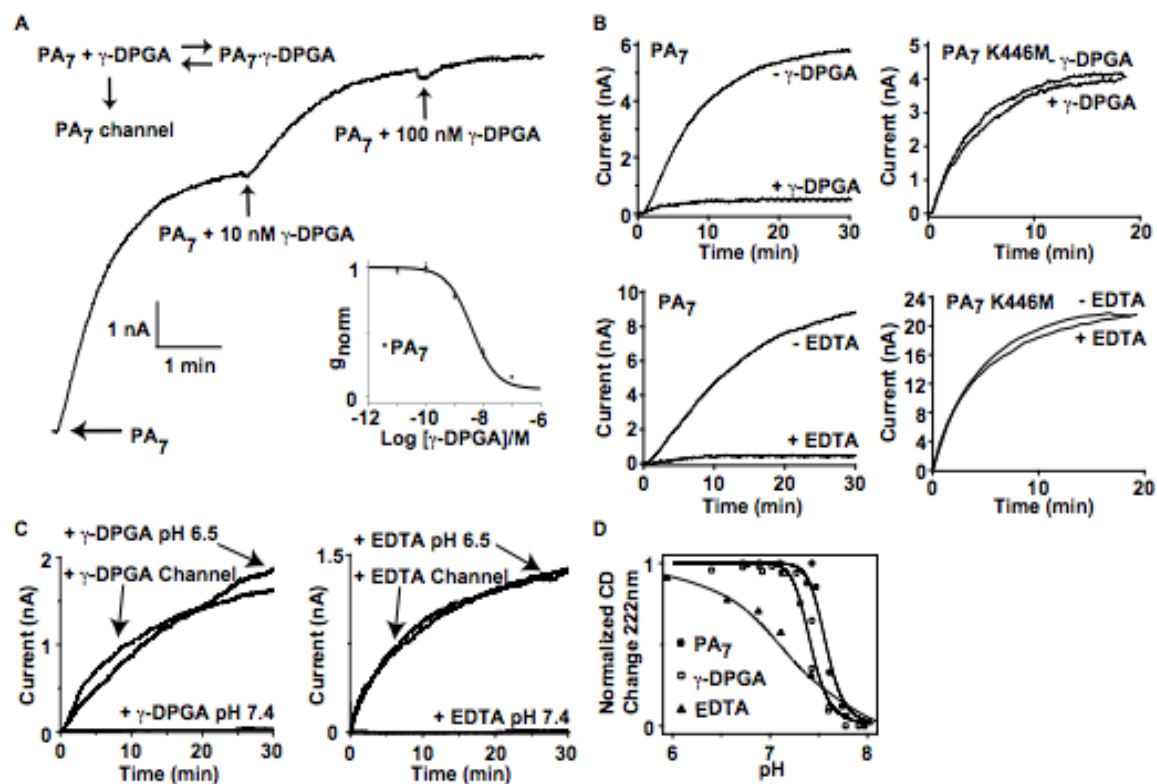 A
PA7 + γ-DPGA ⇌ PA7·γ-DPGA
PA7 channel
PA7 + 100 nM γ-DPGA
PA7 + 10 nM γ-DPGA
1 nA
1 min
PA7
gnorm
1
0
- PA7
-12 -10 -8 -6
Log [γ-DPGA]/M
B
PA7
- γ-DPGA
+ γ-DPGA
Current (nA)
6
4
2
0
0 10 20 30
Time (min)
PA7 K446M
- γ-DPGA
+ γ-DPGA
Current (nA)
5
4
3
2
1
0
0 10 20
Time (min)
PA7
- EDTA
+ EDTA
Current (nA)
10
8
6
4
2
0
0 10 20 30
Time (min)
PA7 K446M
- EDTA
+ EDTA
Current (nA)
24
20
16
12
8
4
0
0 10 20
Time (min)
C
+ γ-DPGA pH 6.5
+ γ-DPGA Channel
+ γ-DPGA pH 7.4
Current (nA)
2
1
0
0 10 20 30
Time (min)
+ EDTA pH 6.5
+ EDTA Channel
+ EDTA pH 7.4
Current (nA)
1.5
0
0 10 20 30
Time (min)
D
Normalized CD
Change 222nm
1
0
PA7
γ-DPGA
EDTA
6 7 8
pH